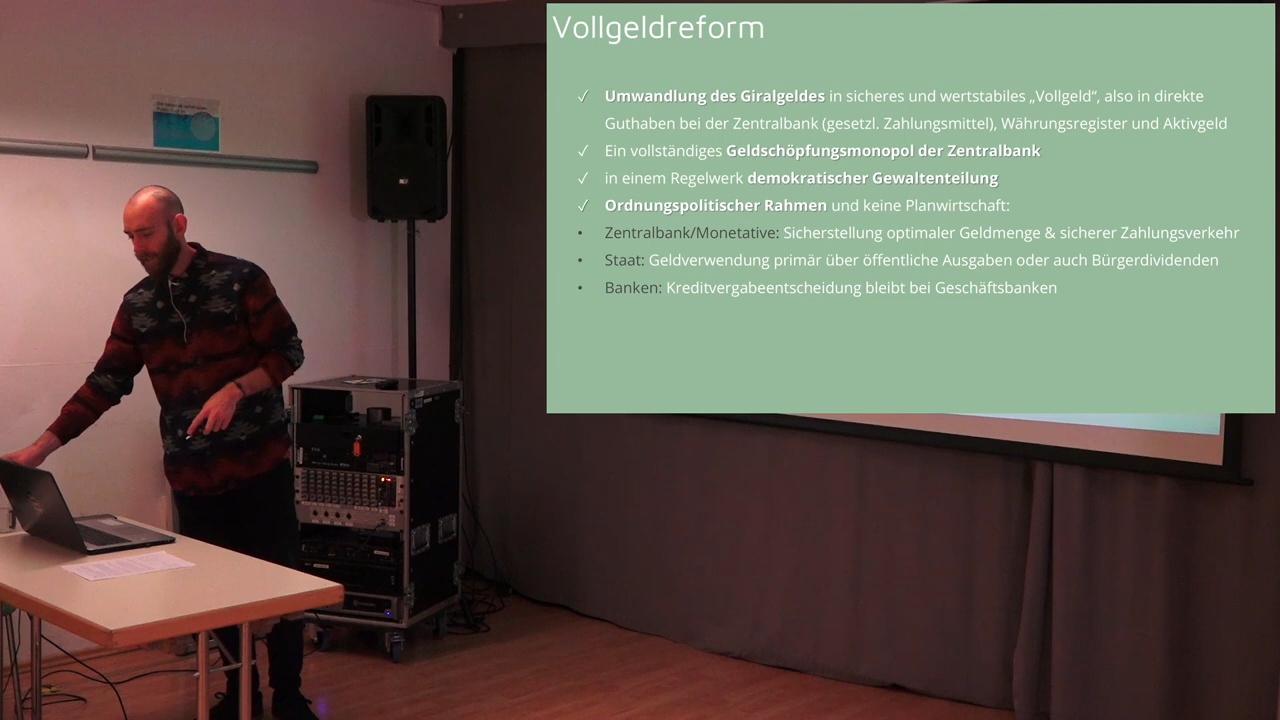 Vollgeldreform
✓ Umwandlung des Giralgeldes in sicheres und wertstabiles „Vollgeld“, also in direkte
Guthaben bei der Zentralbank (gesetzl. Zahlungsmittel), Währungsregister und Aktivgeld
✓ Ein vollständiges Geldschöpfungsmonopol der Zentralbank
✓ in einem Regelwerk demokratischer Gewaltenteilung
✓ Ordnungspolitischer Rahmen und keine Planwirtschaft:
• Zentralbank/Monetative: Sicherstellung optimaler Geldmenge & sicherer Zahlungsverkehr
• Staat: Geldverwendung primär über öffentliche Ausgaben oder auch Bürgerdividenden
• Banken: Kreditvergabeentscheidung bleibt bei Geschäftsbanken